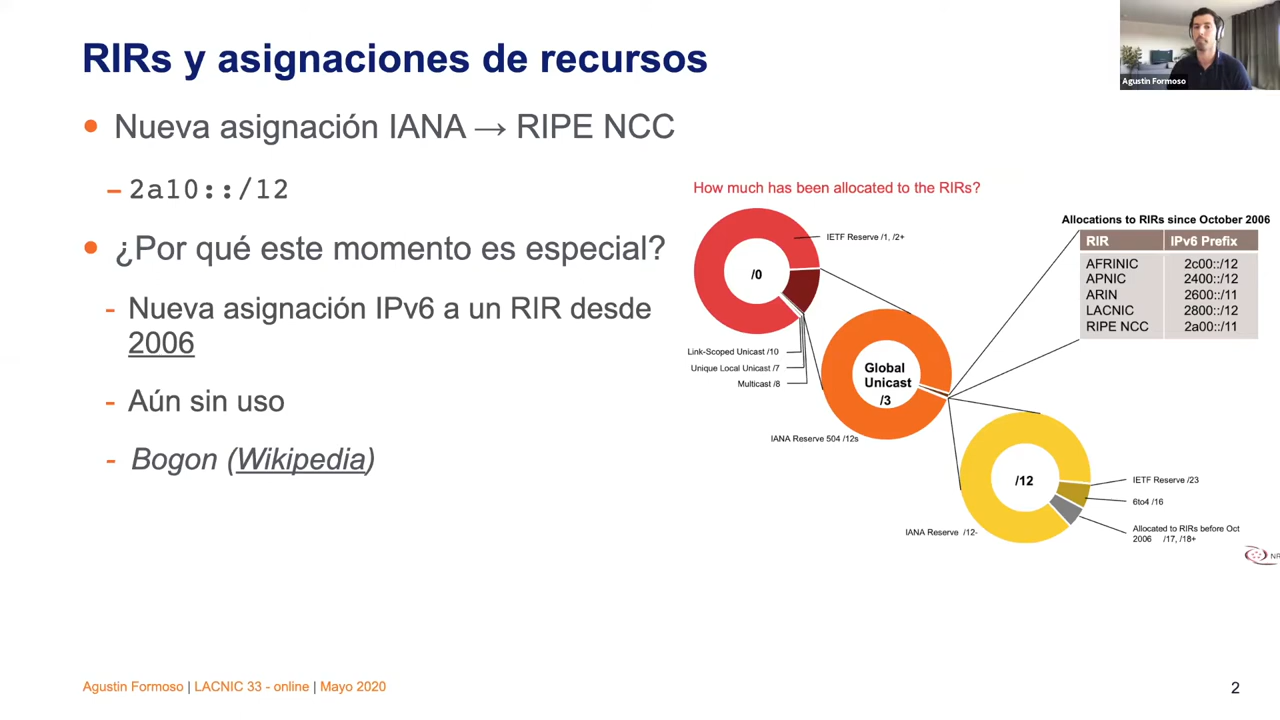 RIRs y asignaciones de recursos
Agustin Formoso
• Nueva asignación IANA → RIPE NCC
– 2a10::/12
• ¿Por qué este momento es especial?
- Nueva asignación IPv6 a un RIR desde
2006
- Aún sin uso
- Bogon (Wikipedia)
How much has been allocated to the RIRs?
/0
IETF Reserve /1, /2+
Link-Scoped Unicast /10
Unique Local Unicast /7
Multicast /8
Global
Unicast
/3
IANA Reserve 504 /12s
Allocations to RIRs since October 2006
RIR IPv6 Prefix
AFRINIC 2c00::/12
APNIC 2400::/12
ARIN 2600::/11
LACNIC 2800::/12
RIPE NCC 2a00::/11
/12
IETF Reserve /23
6to4 /16
Allocated to RIRs before Oct
2006 /17, /18+
IANA Reserve /12-
NR
Agustin Formoso | LACNIC 33 - online | Mayo 2020
2